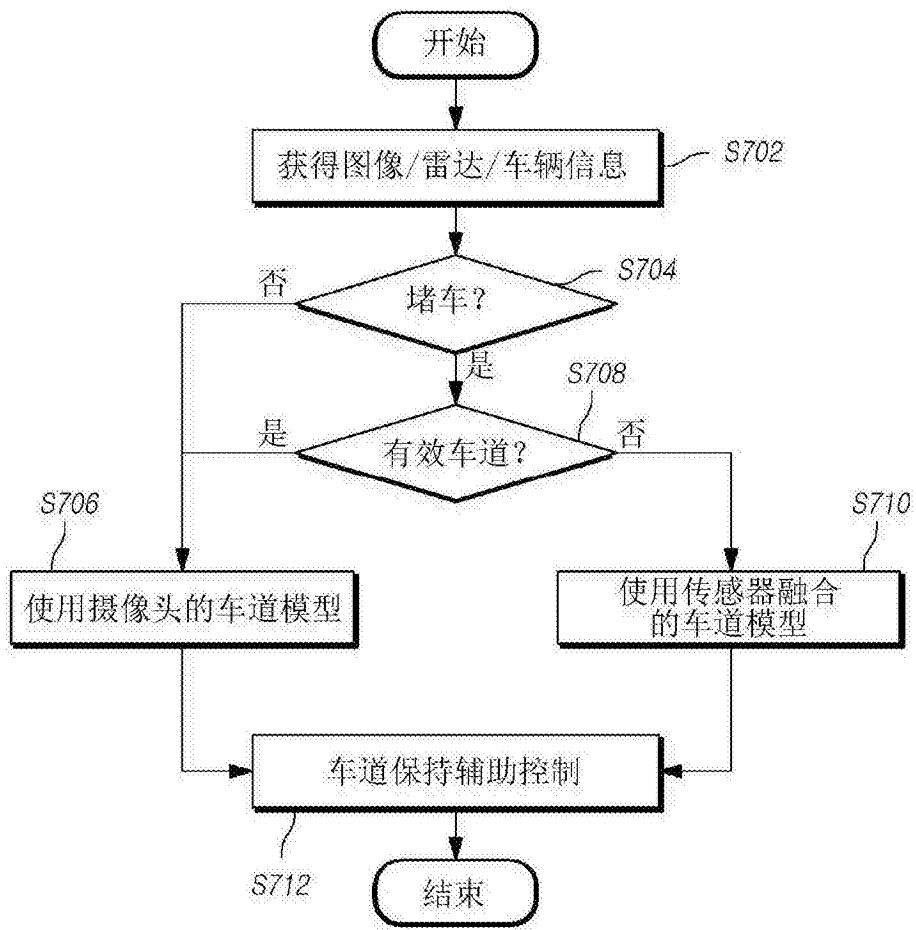 开始
获得图像/雷达/车辆信息
S702
堵车?
S704
否
是
有效车道?
S708
是
否
S706
使用摄像头的车道模型
S710
使用传感器融合
的车道模型
车道保持辅助控制
S712
结束